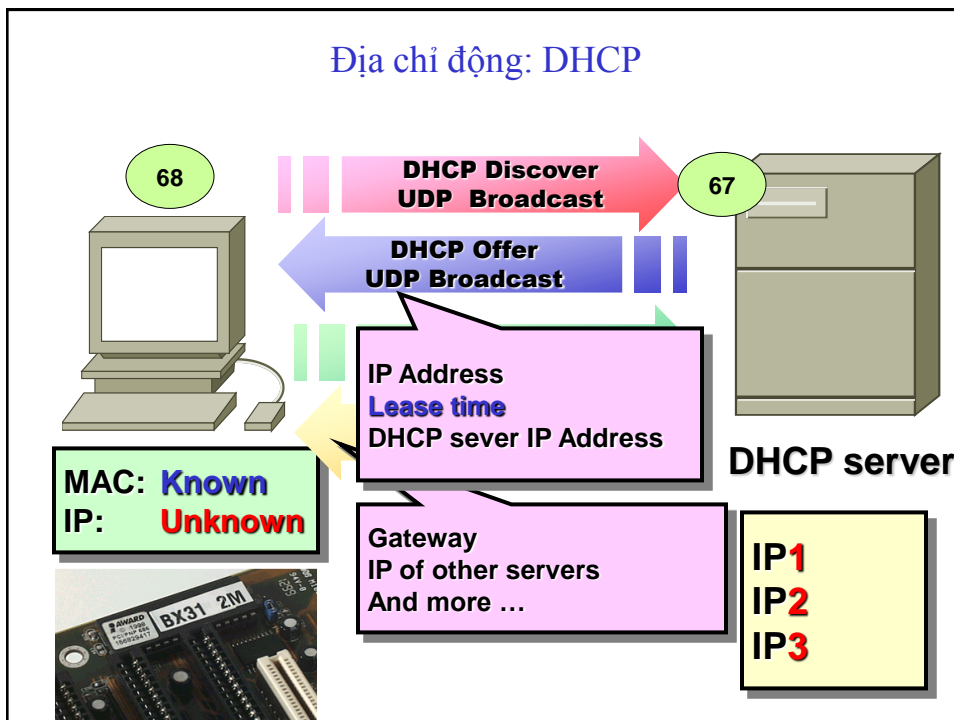 Địa chỉ động: DHCP
68
DHCP Discover
UDP Broadcast
67
DHCP Offer
UDP Broadcast
IP Address
Lease time
DHCP sever IP Address
DHCP server
MAC: Known
IP: Unknown
Gateway
IP of other servers
And more …
IP1
IP2
IP3
AWARD
BX31 2M